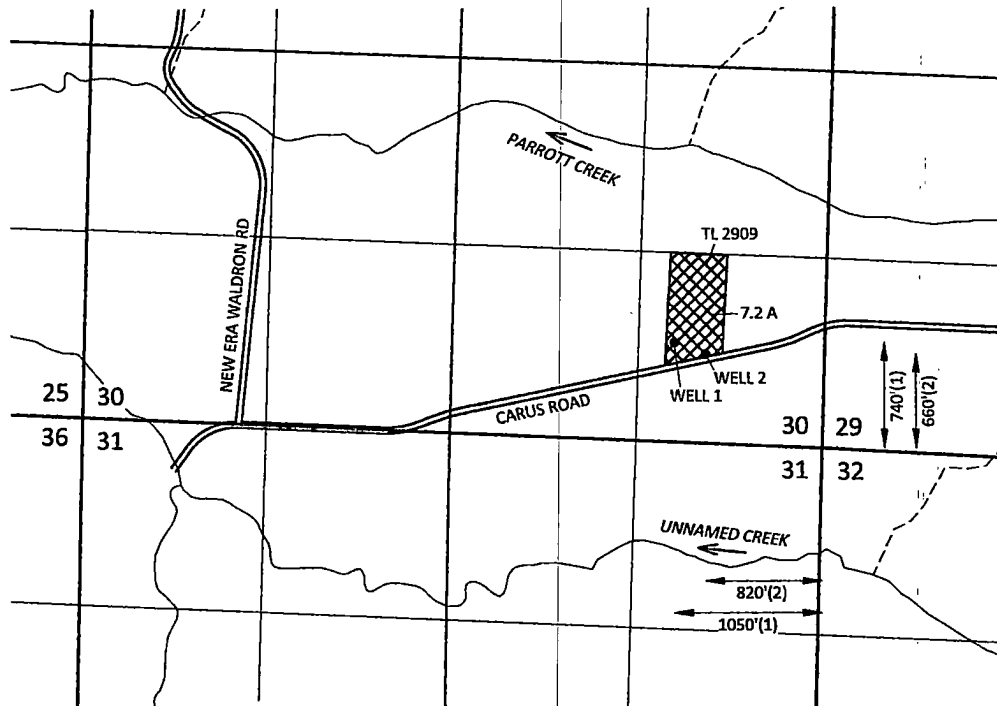 PARROTT CREEK
TL 2909
NEW ERA WALDRON RD
7.2 A
WELL 2
WELL 1
CARUS ROAD
740'(1)
660'(2)
25 30
36 31
30 29
31 32
UNNAMED CREEK
820'(2)
1050'(1)